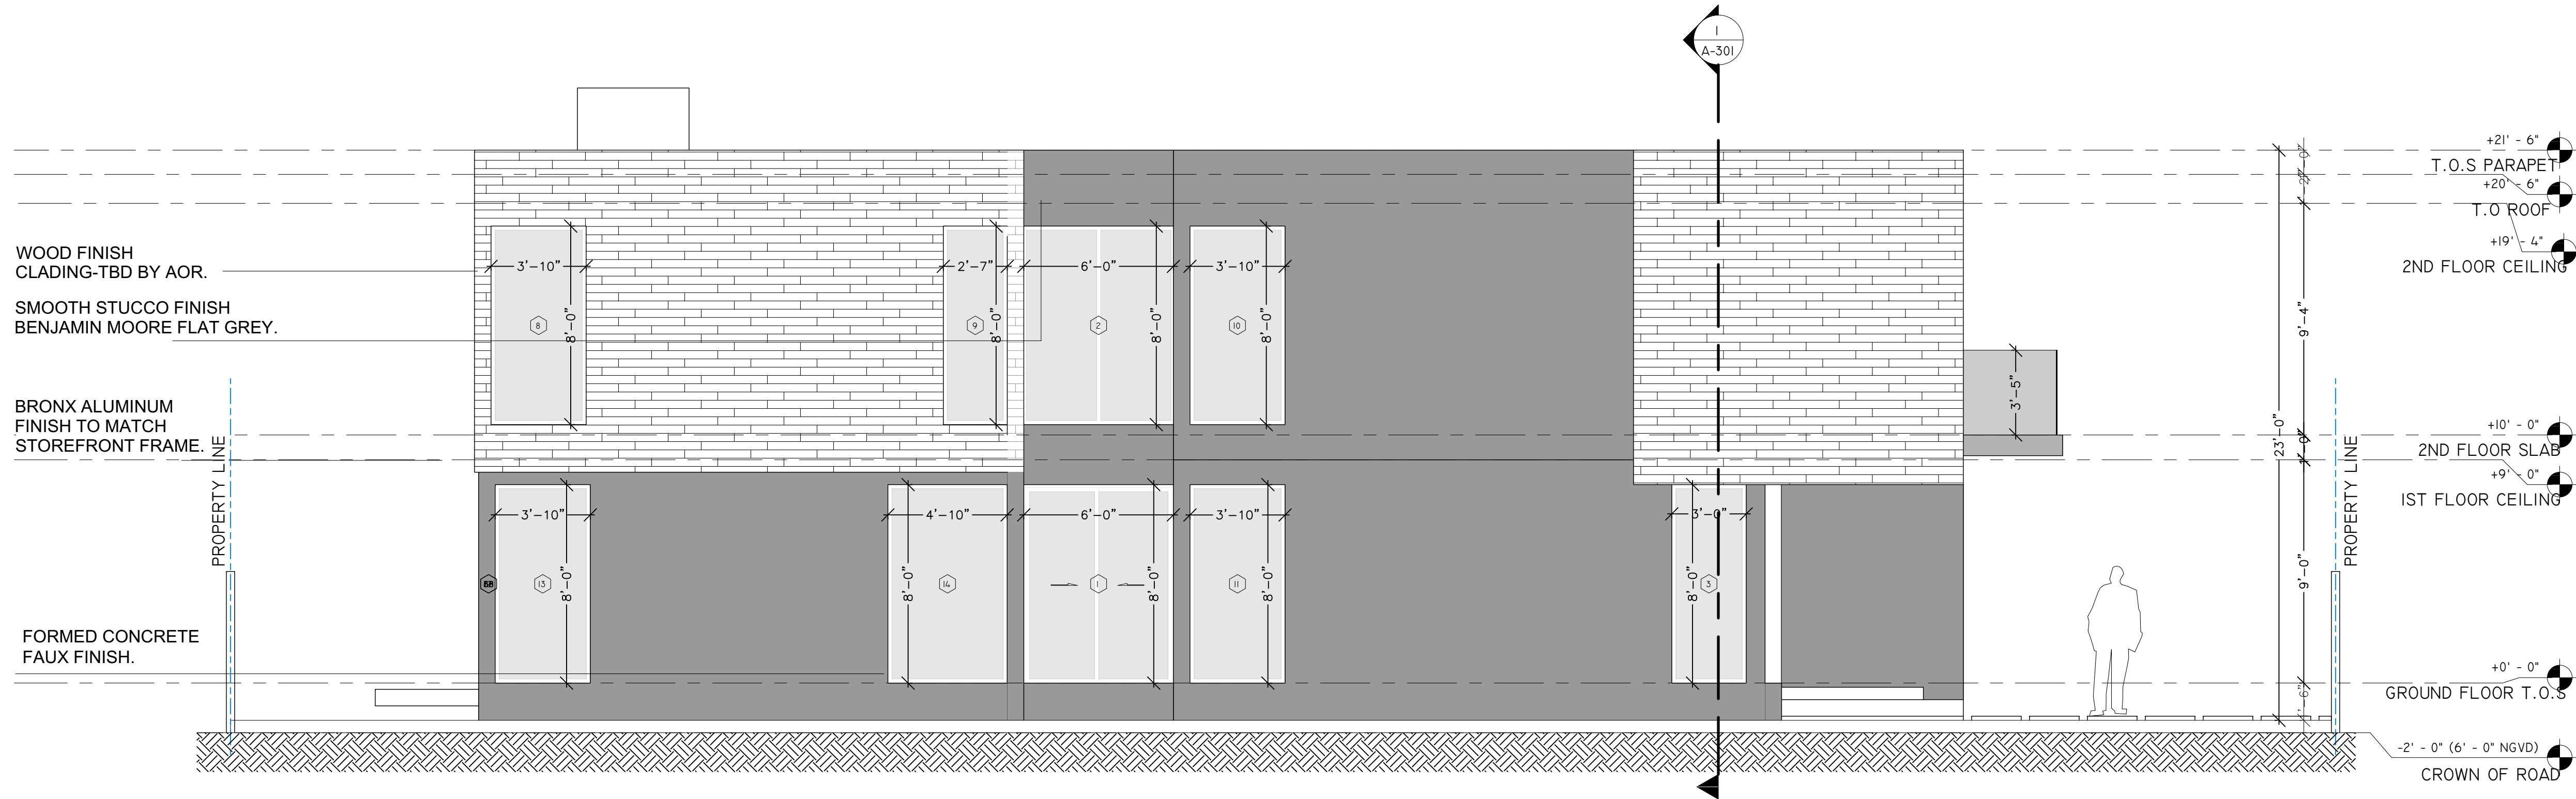 1
A-301
+21' - 6"
T.O.S PARAPET
+20' - 6"
T.O ROOF
+19' - 4"
2ND FLOOR CEILING
WOOD FINISH
CLADING-TBD BY AOR.
SMOOTH STUCCO FINISH
BENJAMIN MOORE FLAT GREY.
BRONX ALUMINUM
FINISH TO MATCH
STOREFRONT FRAME.
FORMED CONCRETE
FAUX FINISH.
PROPERTY LINE
3'-10"
8'-0"
8
2'-7"
8'-0"
9
6'-0"
8'-0"
2
3'-10"
8'-0"
10
3'-5"
3'-10"
8'-0"
13
4'-10"
8'-0"
14
6'-0"
8'-0"
1
3'-10"
8'-0"
11
3'-0"
8'-0"
3
23'-0"
9'-4"
1'-0"
9'-0"
PROPERTY LINE
+10' - 0"
2ND FLOOR SLAB
+9' - 0"
1ST FLOOR CEILING
+0' - 0"
GROUND FLOOR T.O.S
-2' - 0" (6' - 0" NGVD)
CROWN OF ROAD